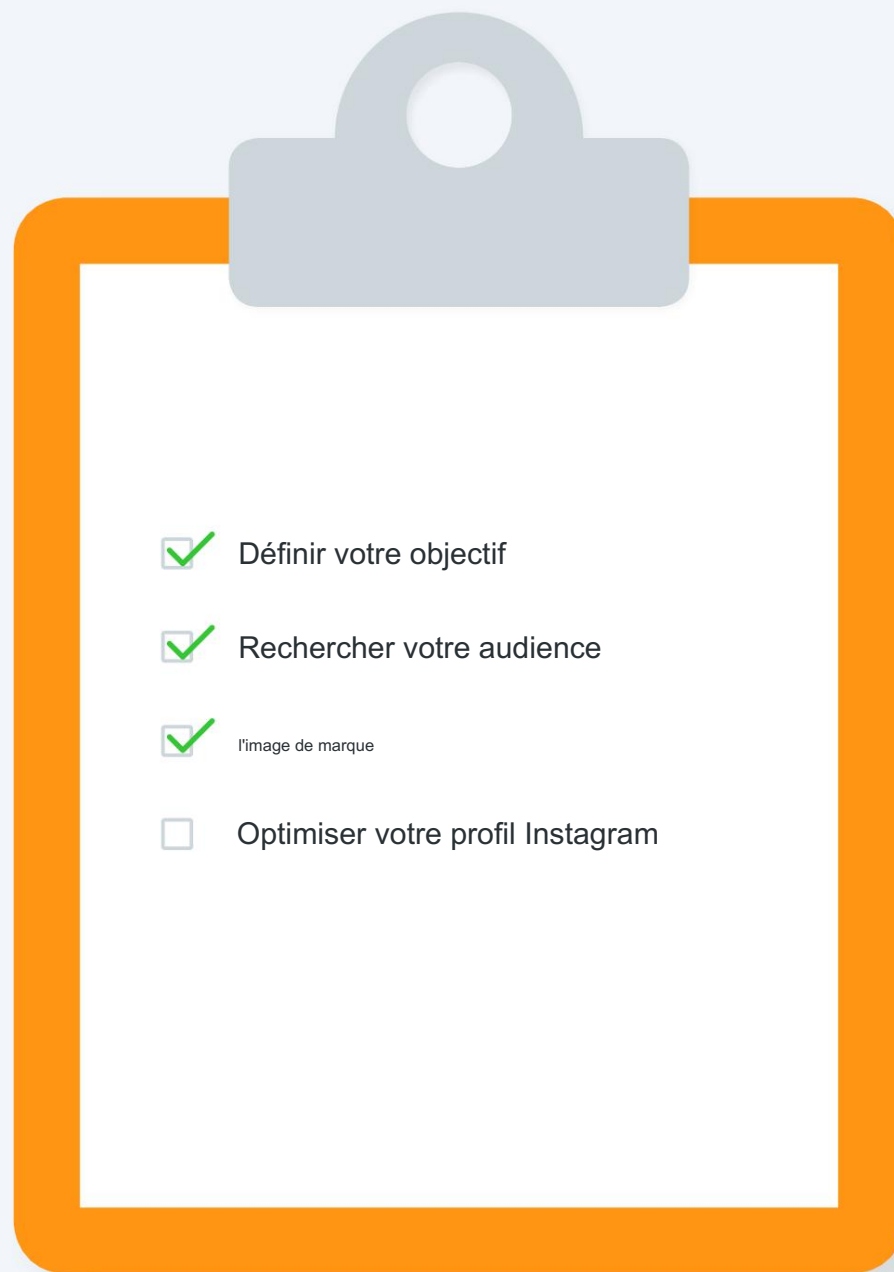 Définir votre objectif
Rechercher votre audience
l'image de marque
Optimiser votre profil Instagram